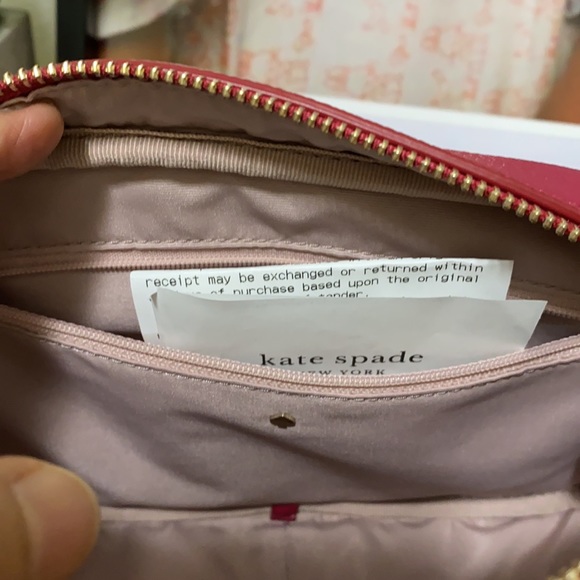 receipt may be exchanged or returned within
of purchase based upon the original
tender.
kate spade
NEW YORK